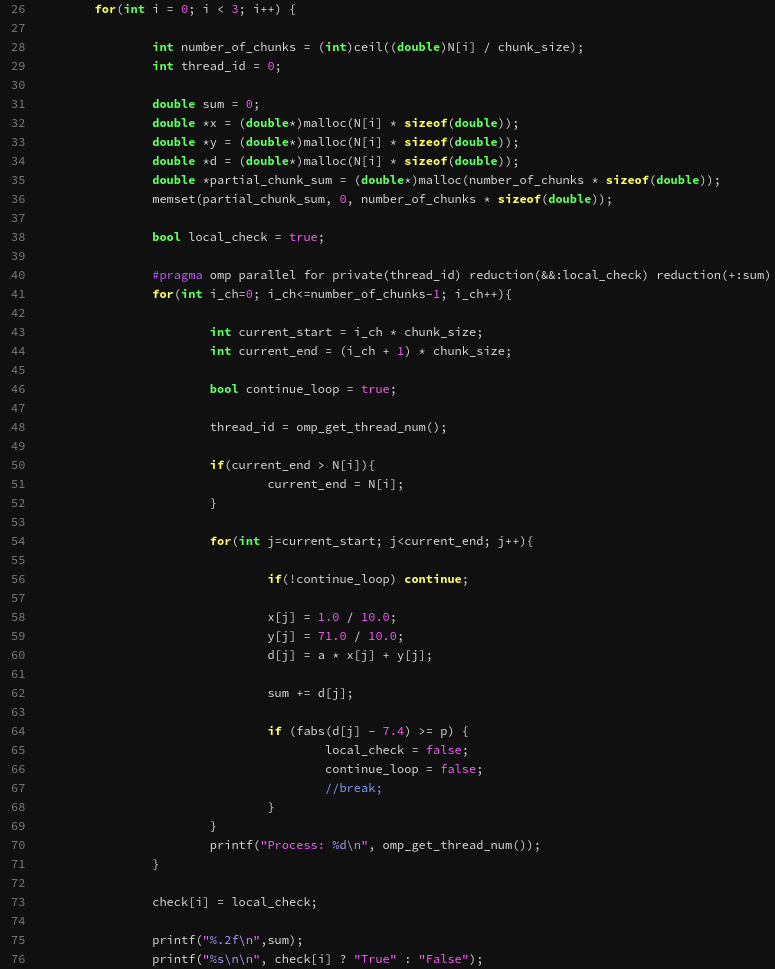 26 for(int i = 0; i < 3; i++) {
27
28 int number_of_chunks = (int)ceil((double)N[i] / chunk_size);
29 int thread_id = 0;
30
31 double sum = 0;
32 double *x = (double*)malloc(N[i] * sizeof(double));
33 double *y = (double*)malloc(N[i] * sizeof(double));
34 double *d = (double*)malloc(N[i] * sizeof(double));
35 double *partial_chunk_sum = (double*)malloc(number_of_chunks * sizeof(double));
36 memset(partial_chunk_sum, 0, number_of_chunks * sizeof(double));
37
38 bool local_check = true;
39
40 #pragma omp parallel for private(thread_id) reduction(&&:local_check) reduction(+:sum)
41 for(int i_ch=0; i_ch<=number_of_chunks-1; i_ch++){
42
43 int current_start = i_ch * chunk_size;
44 int current_end = (i_ch + 1) * chunk_size;
45
46 bool continue_loop = true;
47
48 thread_id = omp_get_thread_num();
49
50 if(current_end > N[i]){
51 current_end = N[i];
52 }
53
54 for(int j=current_start; j<current_end; j++){
55
56 if(!continue_loop) continue;
57
58 x[j] = 1.0 / 10.0;
59 y[j] = 71.0 / 10.0;
60 d[j] = a * x[j] + y[j];
61
62 sum += d[j];
63
64 if (fabs(d[j] - 7.4) >= p) {
65 local_check = false;
66 continue_loop = false;
67 //break;
68 }
69 }
70 printf("Process: %d\n", omp_get_thread_num());
71 }
72
73 check[i] = local_check;
74
75 printf("%.2f\n",sum);
76 printf("%s\n\n", check[i] ? "True" : "False");